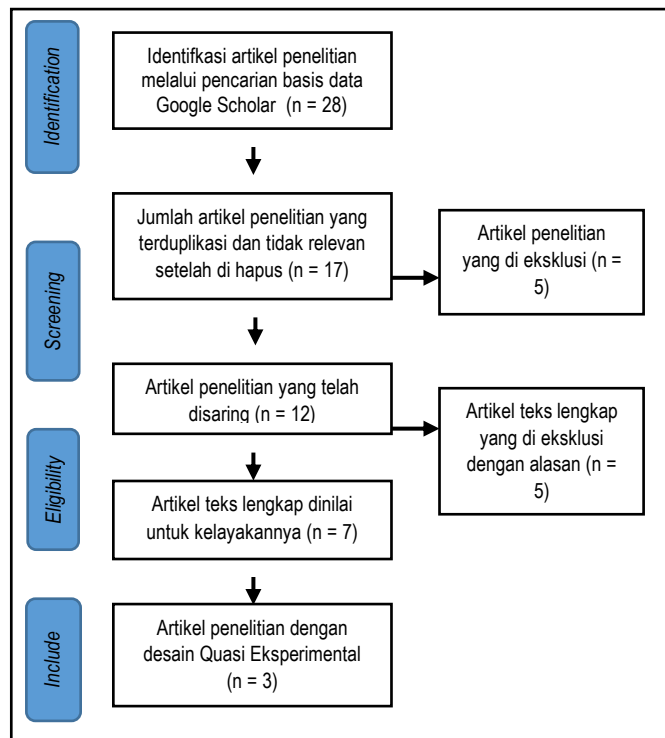 Identification
Identifkasi artikel penelitian
melalui pencarian basis data
Google Scholar (n = 28)
Jumlah artikel penelitian yang
terduplikasi dan tidak relevan
setelah di hapus (n = 17)
Artikel penelitian
yang di eksklusi (n =
5)
Screening
Artikel penelitian yang telah
disaring (n = 12)
Artikel teks lengkap
yang di eksklusi
dengan alasan (n =
5)
Eligibility
Artikel teks lengkap dinilai
untuk kelayakannya (n = 7)
Include
Artikel penelitian dengan
desain Quasi Eksperimental
(n = 3)